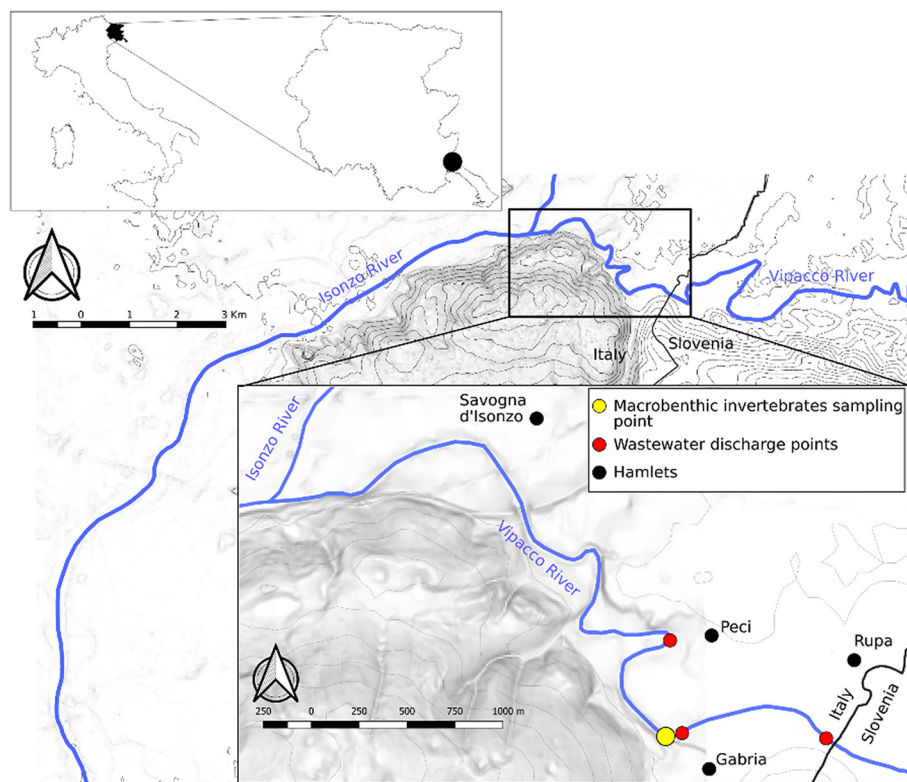 Isonzo River
Vipacco River
1 0 1 2 3 Km
Italy
Slovenia
Savogna
d'Isonzo
Macrobenthic invertebrates sampling
point
Wastewater discharge points
Hamlets
Isonzo River
Vipacco River
Peci
Rupa
Italy
Slovenia
250 0 250 500 750 1000 m
Gabria